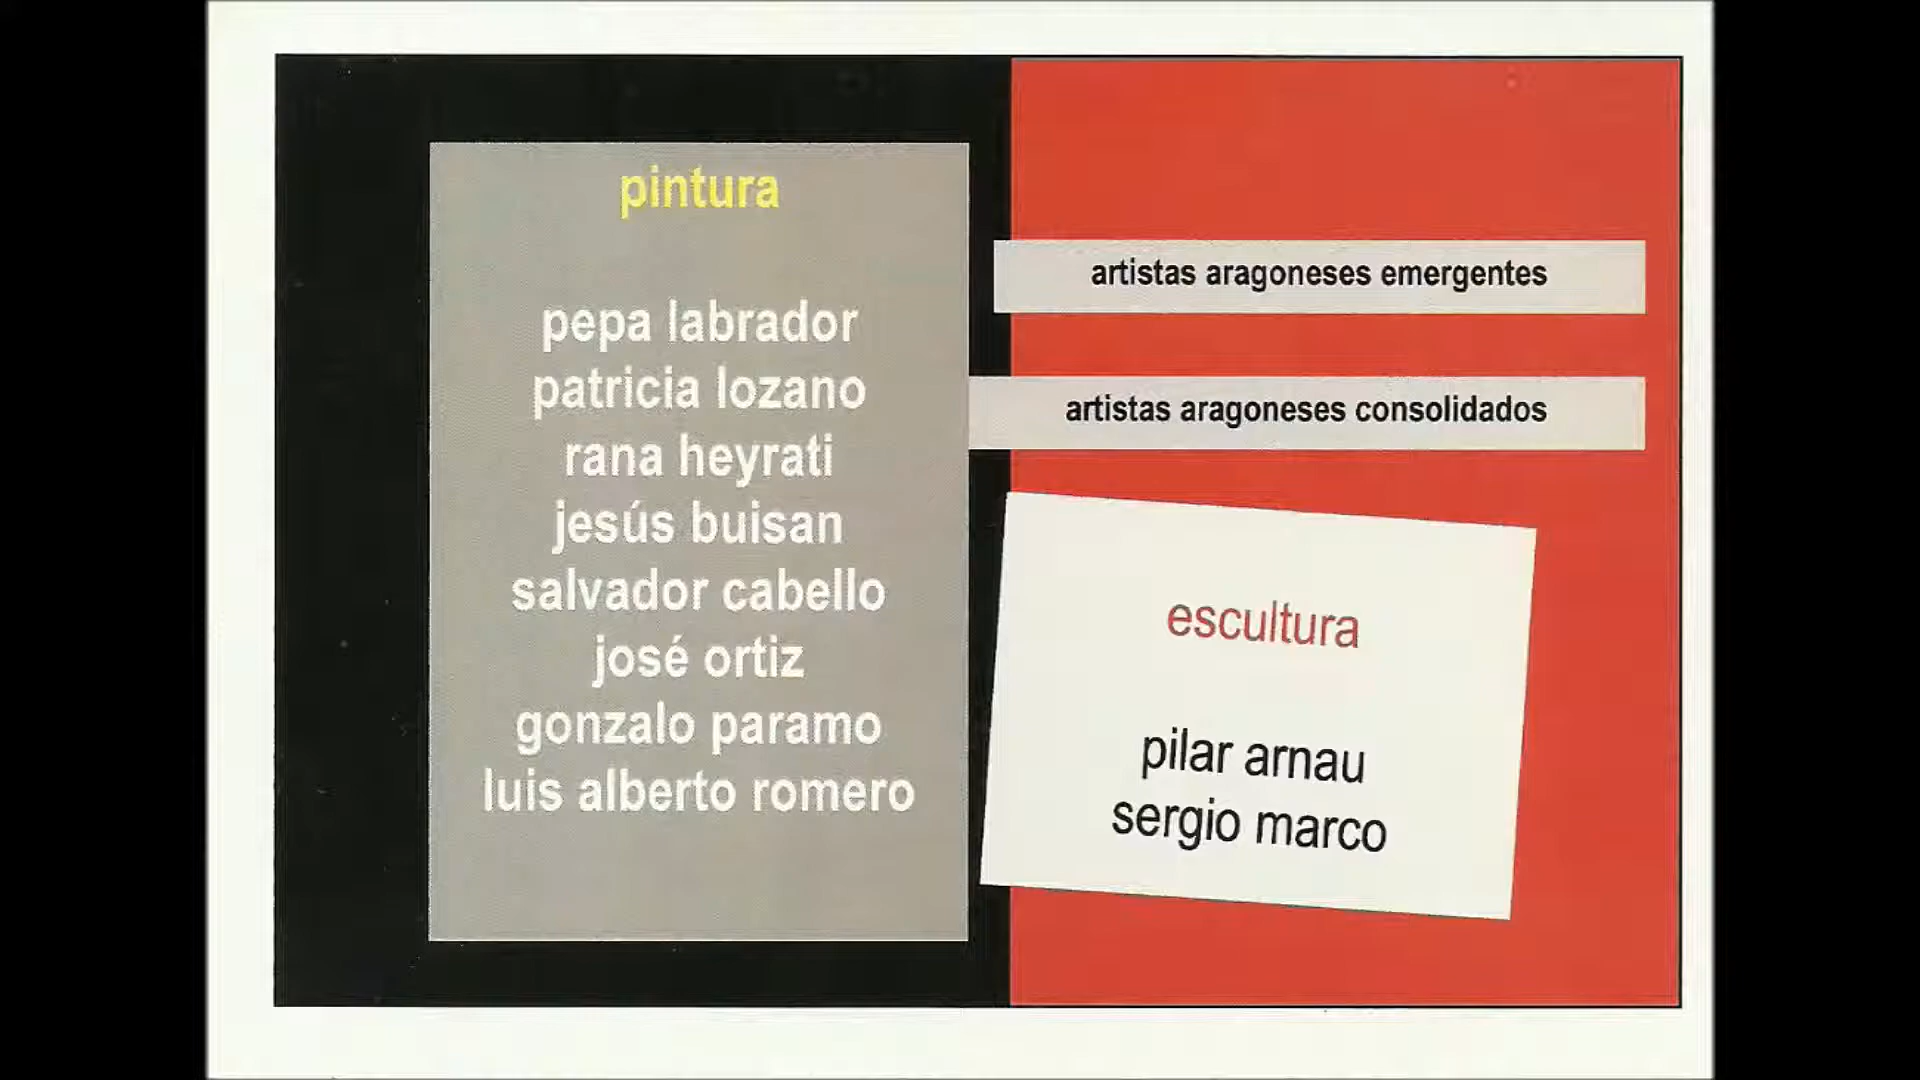 pintura
pepa labrador
patricia lozano
rana heyrati
jesús buisan
salvador cabello
josé ortiz
gonzalo paramo
luis alberto romero
artistas aragoneses emergentes
artistas aragoneses consolidados
escultura
pilar arnau
sergio marco